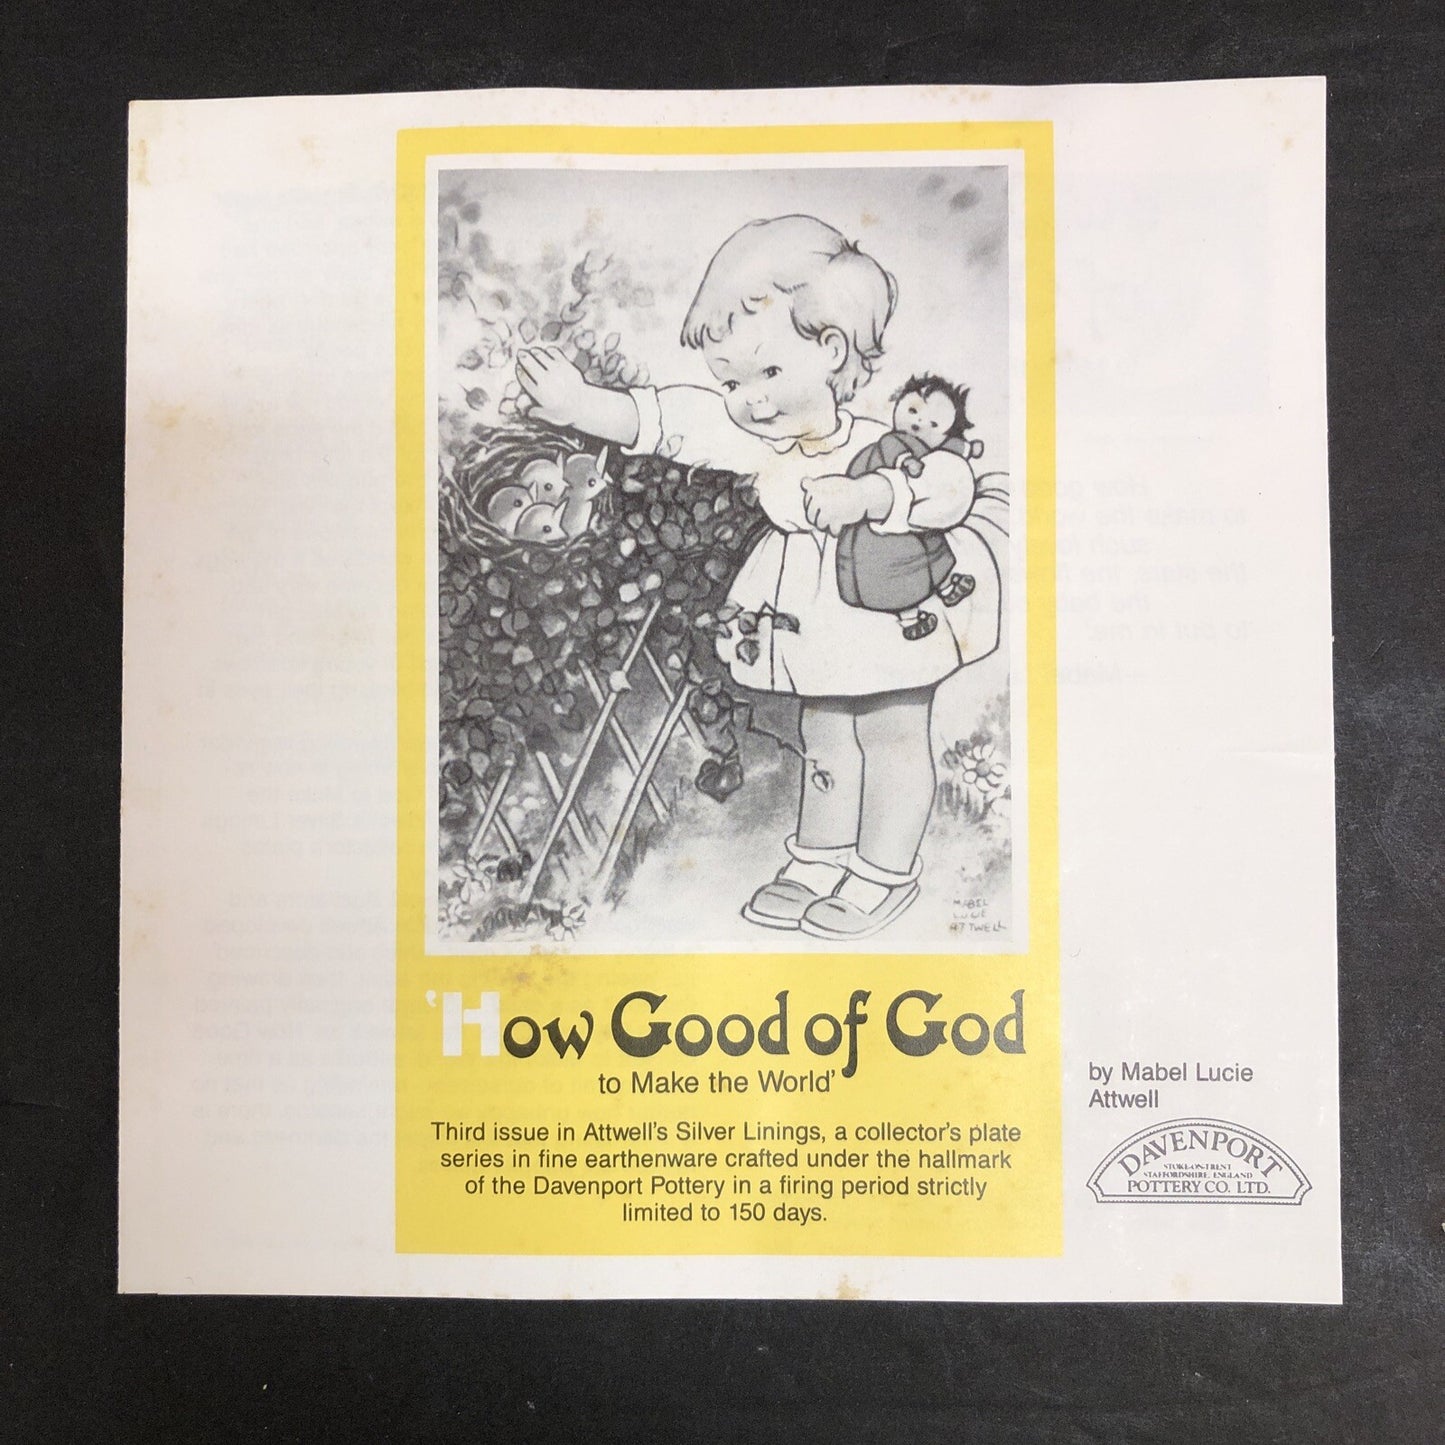 MABEL
LUCIE
ATTWELL
'How Good of God
to Make the World'
Third issue in Attwell's Silver Linings, a collector's plate
series in fine earthenware crafted under the hallmark
of the Davenport Pottery in a firing period strictly
limited to 150 days.
by Mabel Lucie
Attwell
DAVENPORT
STOKE-ON-TRENT
STAFFORDSHIRE, ENGLAND
POTTERY CO. LTD.